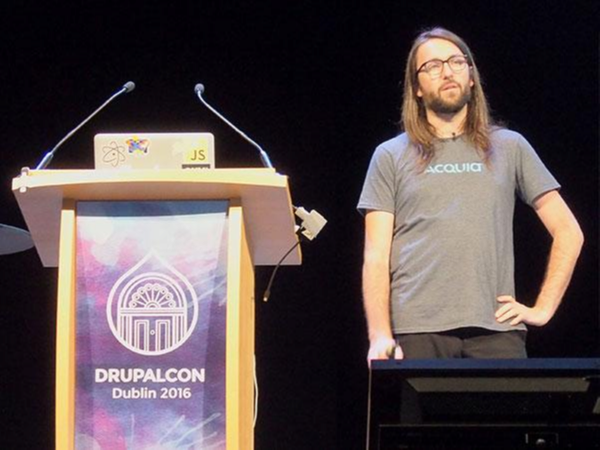 JS
ACQUIA
DRUPALCON
Dublin 2016